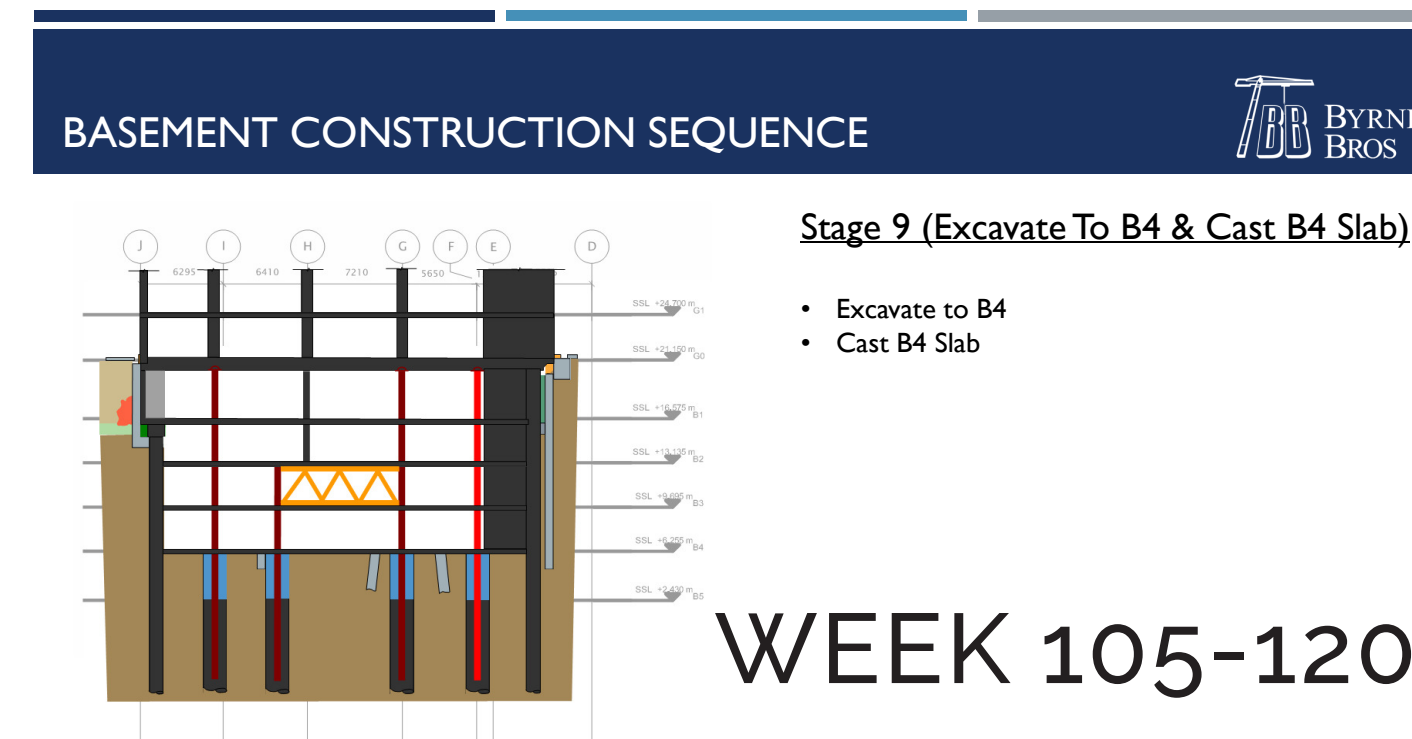 BASEMENT CONSTRUCTION SEQUENCE
BYRNE
BROS
Stage 9 (Excavate To B4 & Cast B4 Slab)
• Excavate to B4
• Cast B4 Slab
J I H G F E D
6295 6410 7210 5650
SSL +24,700 m G1
SSL +21,150 m G0
SSL +16,575 m B1
SSL +13,135 m B2
SSL +9,695 m B3
SSL +6,255 m B4
SSL +2,430 m B5
WEEK 105-120